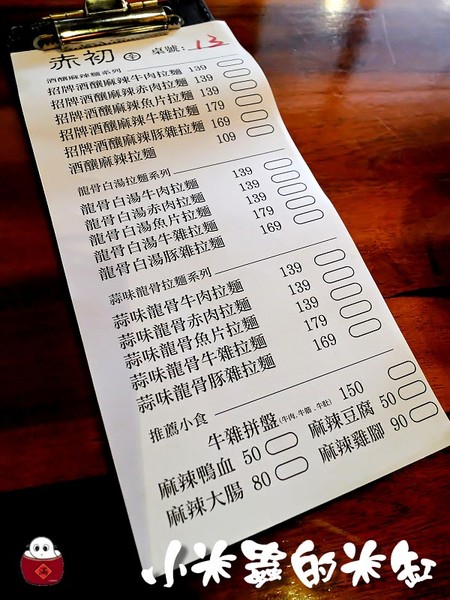 赤初 牛 桌號: 13
酒釀麻辣麵系列
招牌酒釀麻辣牛肉拉麵 139
招牌酒釀麻辣赤肉拉麵 139
招牌酒釀麻辣魚片拉麵 139
招牌酒釀麻辣牛雜拉麵 179
招牌酒釀麻辣豚雜拉麵 169
酒釀麻辣拉麵 109
龍骨白湯拉麵系列
龍骨白湯牛肉拉麵 139
龍骨白湯赤肉拉麵 139
龍骨白湯魚片拉麵 139
龍骨白湯牛雜拉麵 179
龍骨白湯豚雜拉麵 169
蒜味龍骨拉麵系列
蒜味龍骨牛肉拉麵 139
蒜味龍骨赤肉拉麵 139
蒜味龍骨魚片拉麵 139
蒜味龍骨牛雜拉麵 179
蒜味龍骨豚雜拉麵 169
推薦小食
牛雜拼盤(牛肉、牛腸、牛肚) 150
麻辣鴨血 50 麻辣豆腐 50
麻辣大腸 80 麻辣雞腳 90
小米蟲的米缸